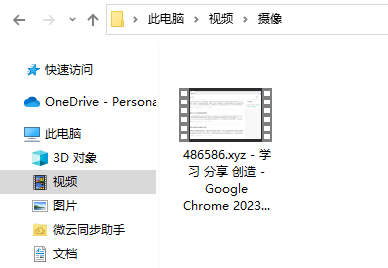 此电脑 > 视频 > 摄像
快速访问
OneDrive - Persona
此电脑
3D 对象
视频
图片
微云同步助手
文档
486586.xyz - 学
习 分享 创造 -
Google
Chrome 2023...